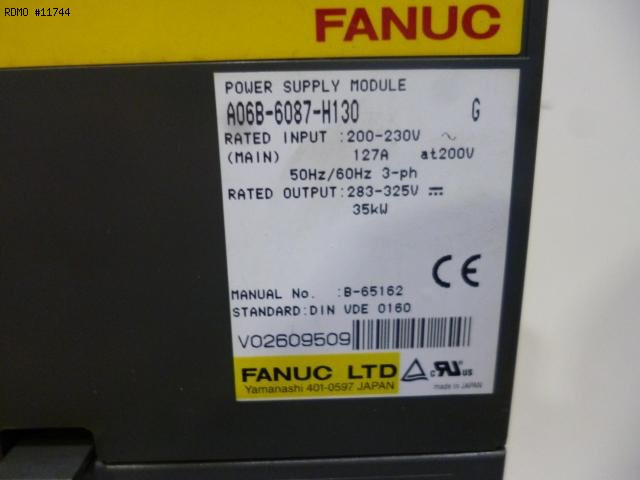 RDMO #11744
FANUC
POWER SUPPLY MODULE
A06B-6087-H130 G
RATED INPUT :200-230V ~
(MAIN) 127A at200V
50Hz/60Hz 3-ph
RATED OUTPUT:283-325V ⎓
35kW
CE
MANUAL No. :B-65162
STANDARD:DIN VDE 0160
V02609509
FANUC LTD
Yamanashi 401-0597 JAPAN
c RU us
made in JAPAN